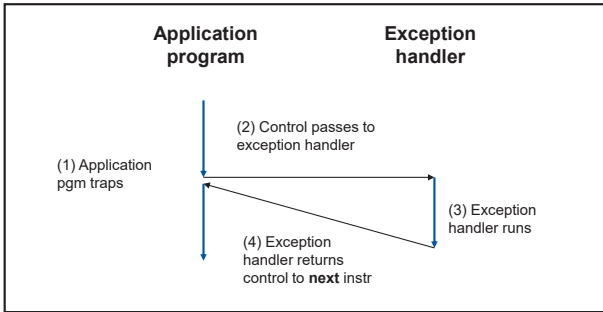 Application
program
Exception
handler
(2) Control passes to
exception handler
(1) Application
pgm traps
(3) Exception
handler runs
(4) Exception
handler returns
control to next instr